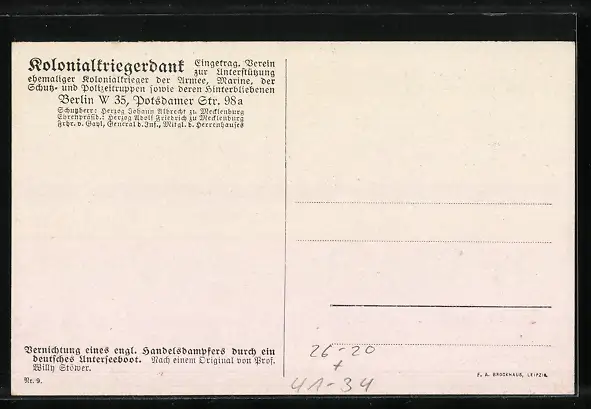 Kolonialkriegerdank Eingetrag. Verein
zur Unterstützung
ehemaliger Kolonialkrieger der Armee, Marine, der
Schutz- und Polizeitruppen sowie deren Hinterbliebenen
Berlin W 35, Potsdamer Str. 98a
Schutzherr: Herzog Johann Albrecht zu Mecklenburg
Ehrenpräsid.: Herzog Adolf Friedrich zu Mecklenburg
Frhr. v. Gayl, General d. Inf., Mitgl. d. Herrenhauses
Vernichtung eines engl. Handelsdampfers durch ein
deutsches Unterseeboot. Nach einem Original von Prof.
Willy Stöwer.
Nr. 9.
26-20
+
41-34
F. A. BROCKHAUS, LEIPZIG.